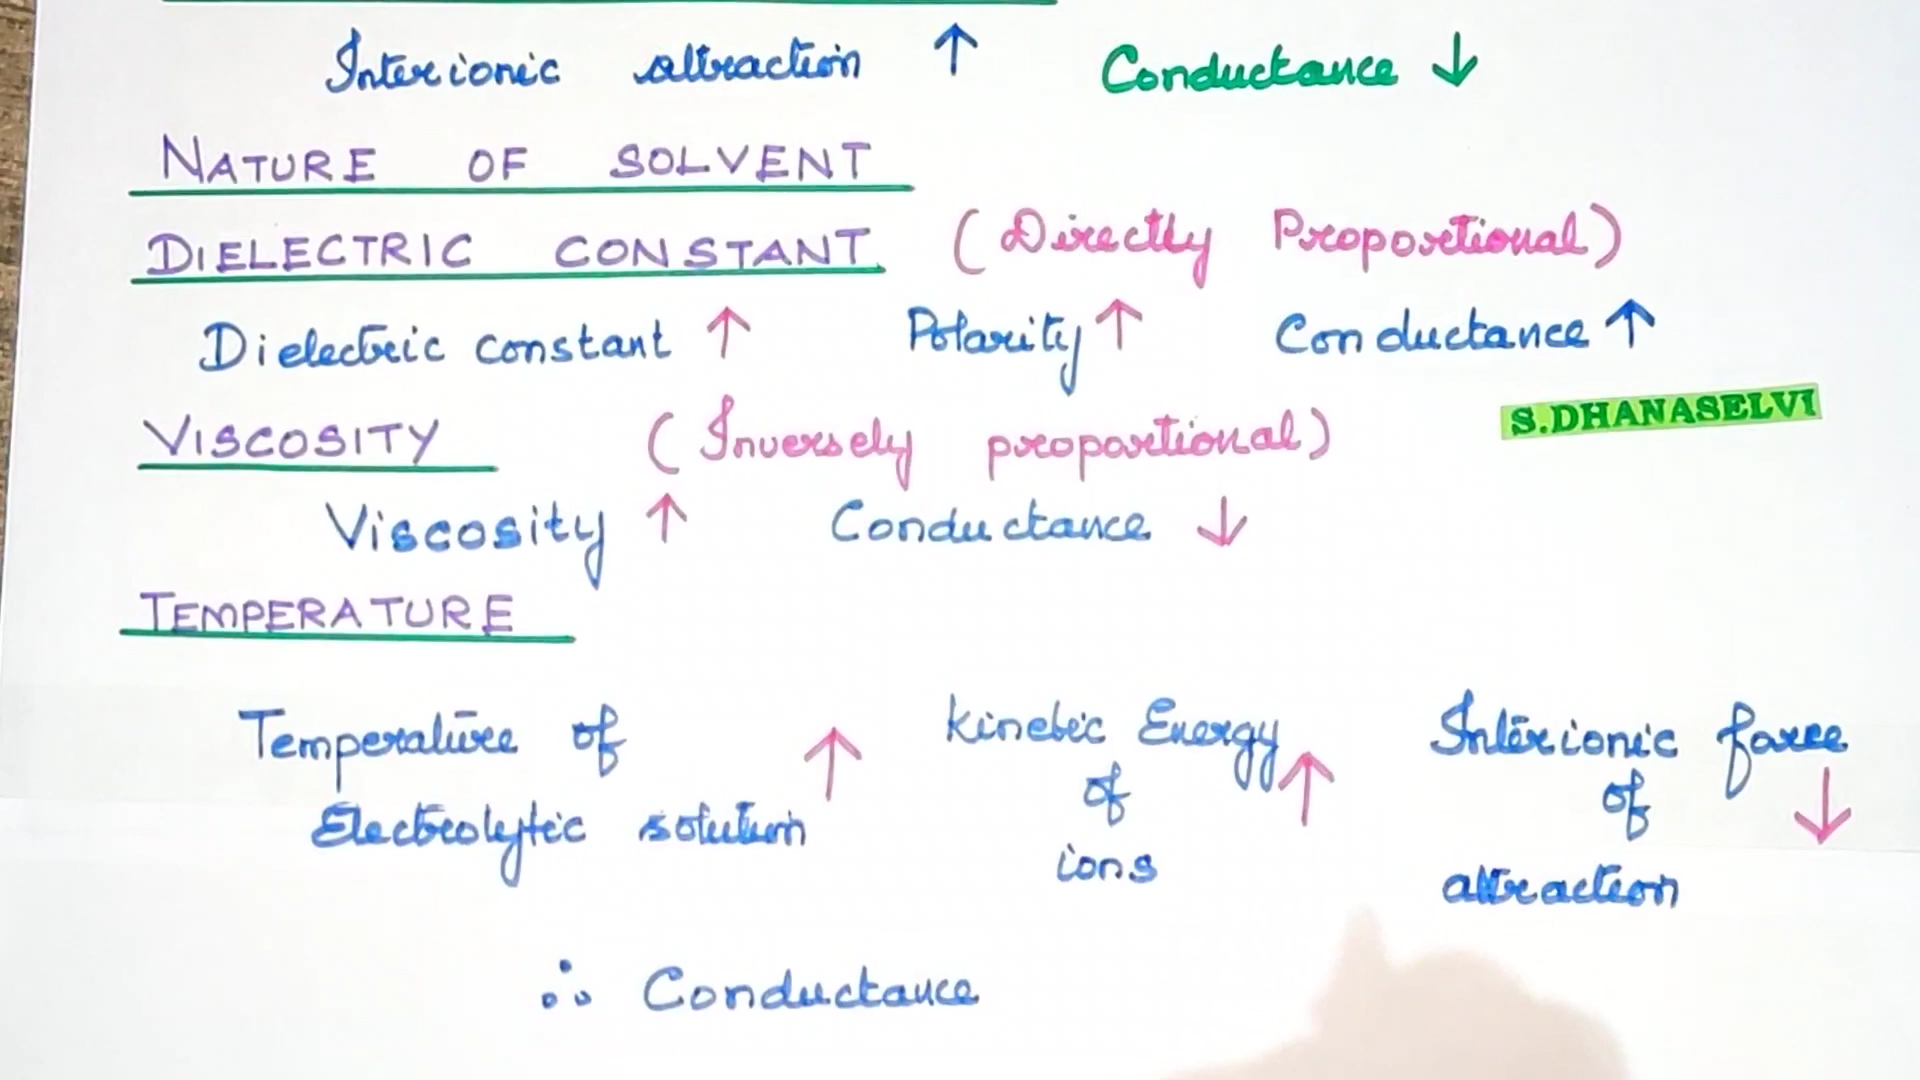 Interionic attraction ↑ Conductance ↓
NATURE OF SOLVENT
DIELECTRIC CONSTANT (Directly Proportional)
Dielectric constant ↑ Polarity ↑ Conductance ↑
S.DHANASELVI
VISCOSITY (Inversely proportional)
Viscosity ↑ Conductance ↓
TEMPERATURE
Temperature of ↑ Kinetic Energy ↑ Interionic force ↓
of of
Electrolytic solution
ions attraction
∴ Conductance